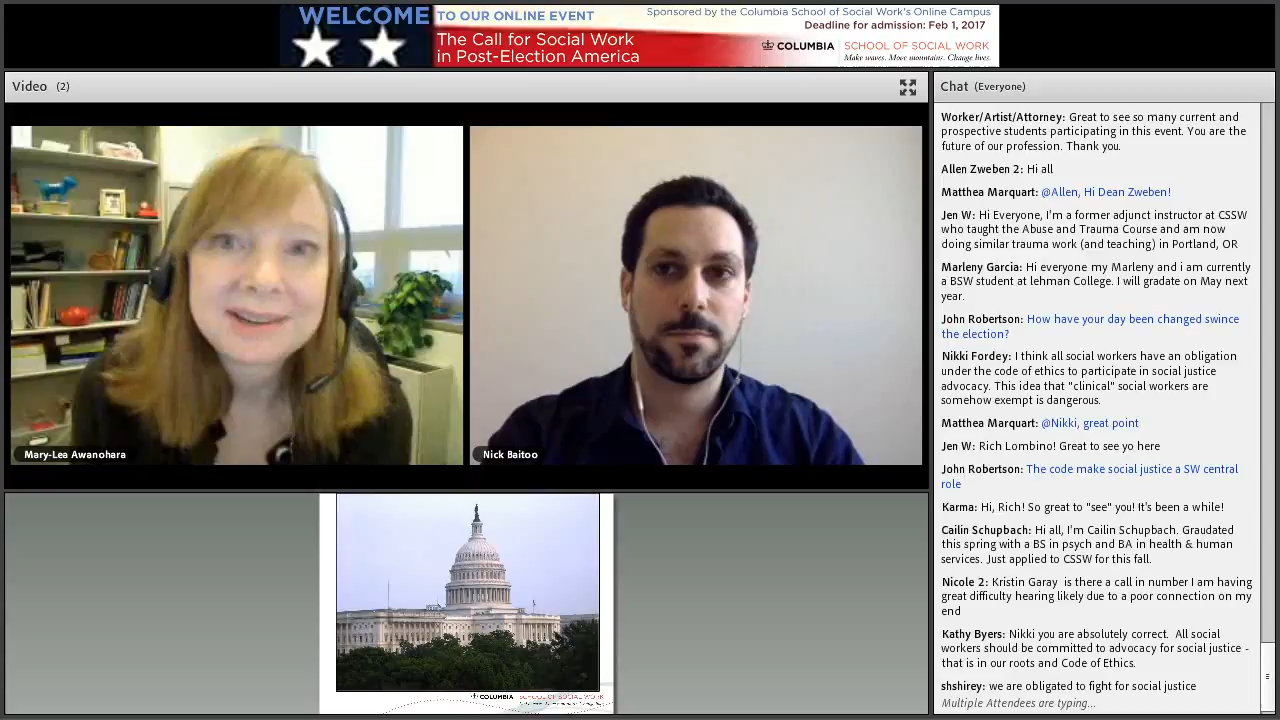 WELCOME TO OUR ONLINE EVENT
The Call for Social Work
in Post-Election America
Sponsored by the Columbia School of Social Work's Online Campus
Deadline for admission: Feb 1, 2017
COLUMBIA SCHOOL OF SOCIAL WORK
Make waves. Move mountains. Change lives.
Video (2)
Mary-Lea Awanohara
Nick Baitoo
COLUMBIA SCHOOL OF SOCIAL WORK
Chat (Everyone)
Worker/Artist/Attorney: Great to see so many current and
prospective students participating in this event. You are the
future of our profession. Thank you.
Allen Zweben 2: Hi all
Matthea Marquart: @Allen, Hi Dean Zweben!
Jen W: Hi Everyone, I'm a former adjunct instructor at CSSW
who taught the Abuse and Trauma Course and am now
doing similar trauma work (and teaching) in Portland, OR
Marleny Garcia: Hi everyone my Marleny and i am currently
a BSW student at lehman College. I will gradate on May next
year.
John Robertson: How have your day been changed swince
the election?
Nikki Fordey: I think all social workers have an obligation
under the code of ethics to participate in social justice
advocacy. This idea that "clinical" social workers are
somehow exempt is dangerous.
Matthea Marquart: @Nikki, great point
Jen W: Rich Lombino! Great to see yo here
John Robertson: The code make social justice a SW central
role
Karma: Hi, Rich! So great to "see" you! It's been a while!
Cailin Schupbach: Hi all, I'm Cailin Schupbach. Graudated
this spring with a BS in psych and BA in health & human
services. Just applied to CSSW for this fall.
Nicole 2: Kristin Garay is there a call in number I am having
great difficulty hearing likely due to a poor connection on my
end
Kathy Byers: Nikki you are absolutely correct. All social
workers should be committed to advocacy for social justice -
that is in our roots and Code of Ethics.
shshirey: we are obligated to fight for social justice
Multiple Attendees are typing...